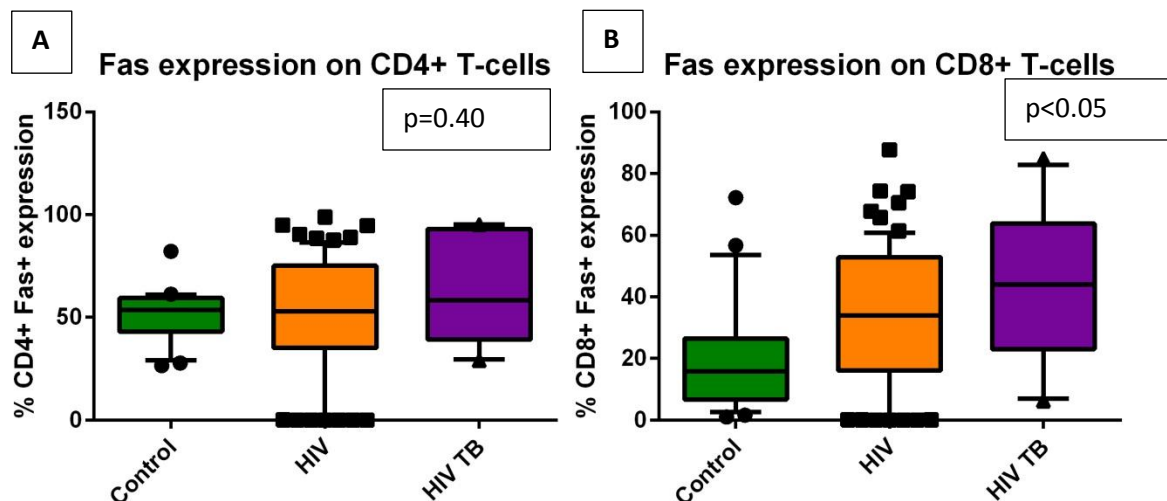 A
Fas expression on CD4+ T-cells
p=0.40
% CD4+ Fas+ expression
150
100
50
0
Control
HIV
HIV TB
B
Fas expression on CD8+ T-cells
p<0.05
% CD8+ Fas+ expression
100
80
60
40
20
0
Control
HIV
HIV TB